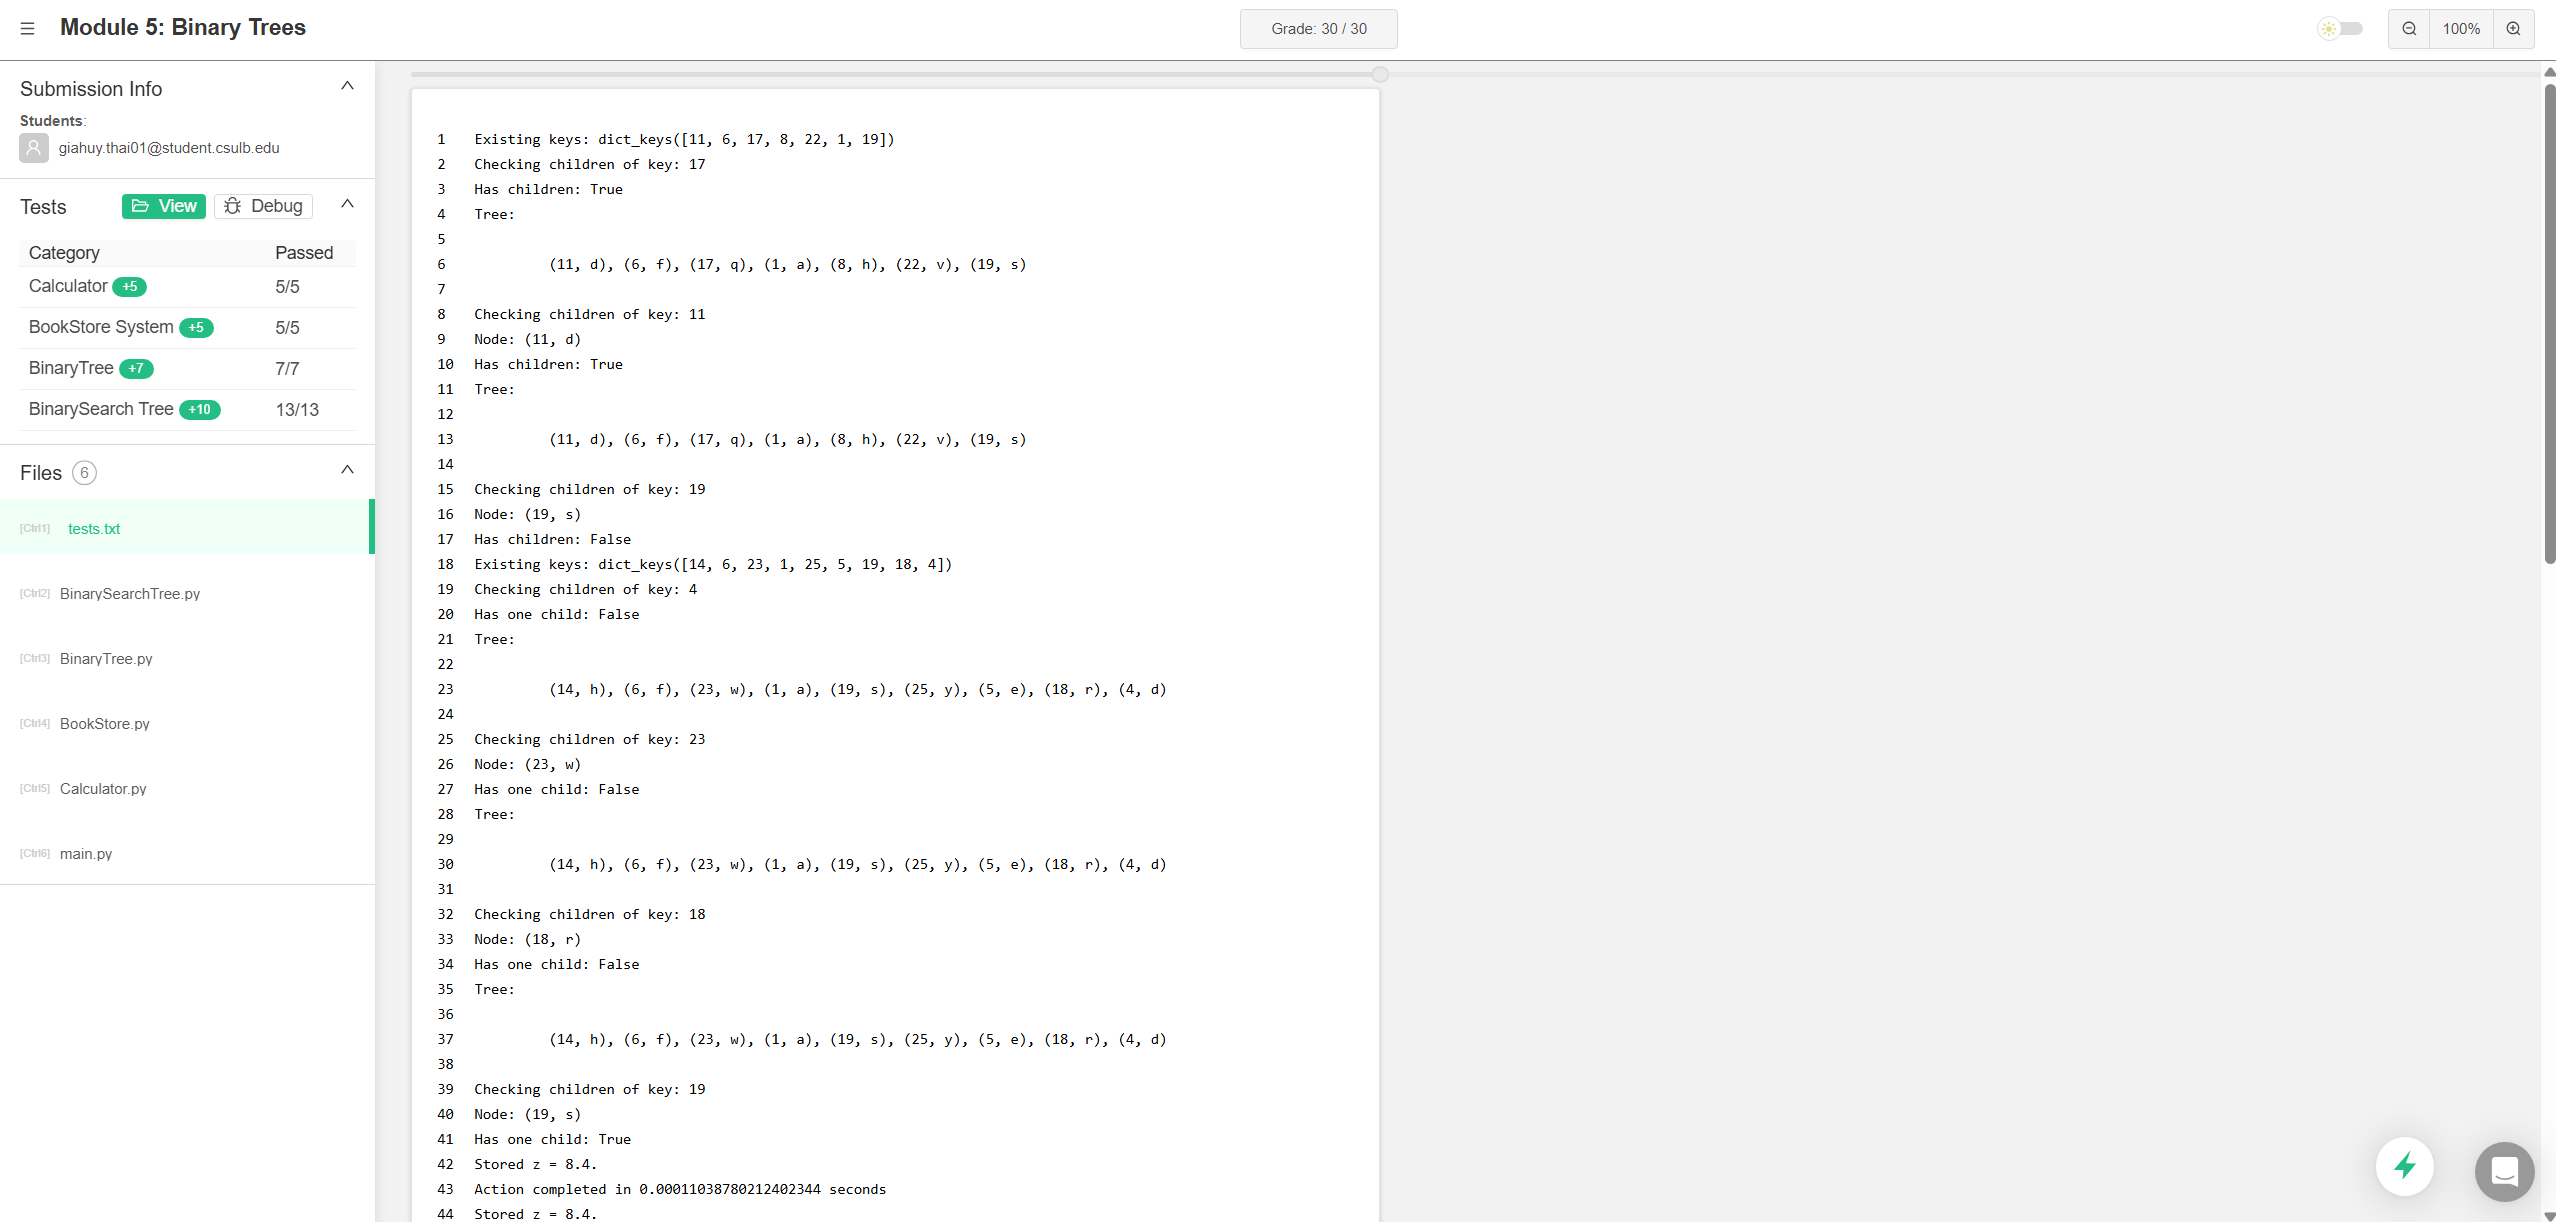 Module 5: Binary Trees
Grade: 30 / 30
100%
Submission Info
Students:
giahuy.thai01@student.csulb.edu
Tests View Debug
Category Passed
Calculator +5 5/5
BookStore System +5 5/5
BinaryTree +7 7/7
BinarySearch Tree +10 13/13
Files 6
[Ctrl1] tests.txt
[Ctrl2] BinarySearchTree.py
[Ctrl3] BinaryTree.py
[Ctrl4] BookStore.py
[Ctrl5] Calculator.py
[Ctrl6] main.py
1 Existing keys: dict_keys([11, 6, 17, 8, 22, 1, 19])
2 Checking children of key: 17
3 Has children: True
4 Tree:
5
6 (11, d), (6, f), (17, q), (1, a), (8, h), (22, v), (19, s)
7
8 Checking children of key: 11
9 Node: (11, d)
10 Has children: True
11 Tree:
12
13 (11, d), (6, f), (17, q), (1, a), (8, h), (22, v), (19, s)
14
15 Checking children of key: 19
16 Node: (19, s)
17 Has children: False
18 Existing keys: dict_keys([14, 6, 23, 1, 25, 5, 19, 18, 4])
19 Checking children of key: 4
20 Has one child: False
21 Tree:
22
23 (14, h), (6, f), (23, w), (1, a), (19, s), (25, y), (5, e), (18, r), (4, d)
24
25 Checking children of key: 23
26 Node: (23, w)
27 Has one child: False
28 Tree:
29
30 (14, h), (6, f), (23, w), (1, a), (19, s), (25, y), (5, e), (18, r), (4, d)
31
32 Checking children of key: 18
33 Node: (18, r)
34 Has one child: False
35 Tree:
36
37 (14, h), (6, f), (23, w), (1, a), (19, s), (25, y), (5, e), (18, r), (4, d)
38
39 Checking children of key: 19
40 Node: (19, s)
41 Has one child: True
42 Stored z = 8.4.
43 Action completed in 0.00011038780212402344 seconds
44 Stored z = 8.4.